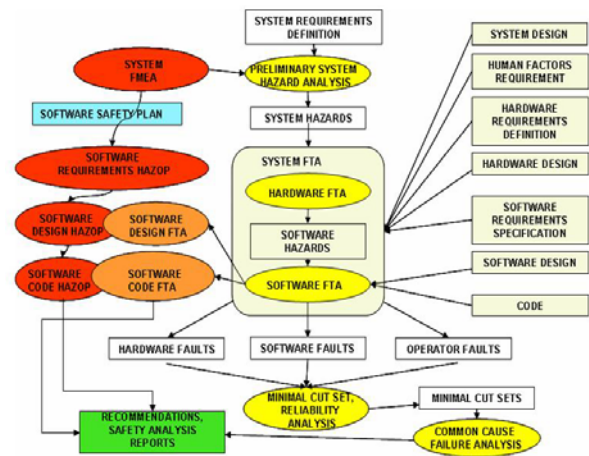 SYSTEM REQUIREMENTS
DEFINITION
SYSTEM
FMEA
PRELIMINARY SYSTEM
HAZARD ANALYSIS
SOFTWARE SAFETY PLAN
SYSTEM HAZARDS
SOFTWARE
REQUIREMENTS HAZOP
SYSTEM FTA
HARDWARE FTA
SOFTWARE
HAZARDS
SOFTWARE FTA
SOFTWARE
DESIGN HAZOP
SOFTWARE
DESIGN FTA
SOFTWARE
CODE HAZOP
SOFTWARE
CODE FTA
SYSTEM DESIGN
HUMAN FACTORS
REQUIREMENT
HARDWARE
REQUIREMENTS
DEFINITION
HARDWARE DESIGN
SOFTWARE
REQUIREMENTS
SPECIFICATION
SOFTWARE DESIGN
CODE
HARDWARE FAULTS
SOFTWARE FAULTS
OPERATOR FAULTS
MINIMAL CUT SET,
RELIABILITY
ANALYSIS
MINIMAL CUT SETS
COMMON CAUSE
FAILURE ANALYSIS
RECOMMENDATIONS,
SAFETY ANALYSIS
REPORTS